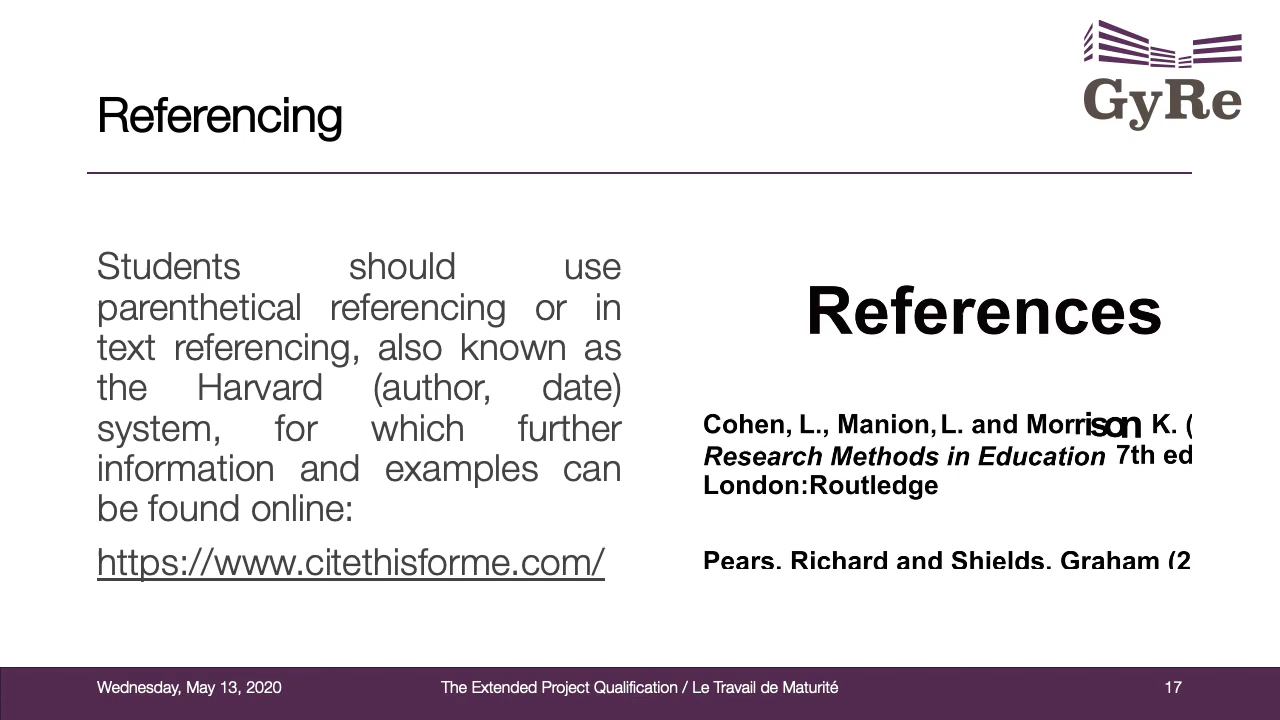 GyRe
Referencing
Students should use
parenthetical referencing or in
text referencing, also known as
the Harvard (author, date)
system, for which further
information and examples can
be found online:
https://www.citethisforme.com/
References
Cohen, L., Manion, L. and Morrison K. (
Research Methods in Education 7th ed
London:Routledge
Pears, Richard and Shields, Graham (2
Wednesday, May 13, 2020
The Extended Project Qualification / Le Travail de Maturité
17